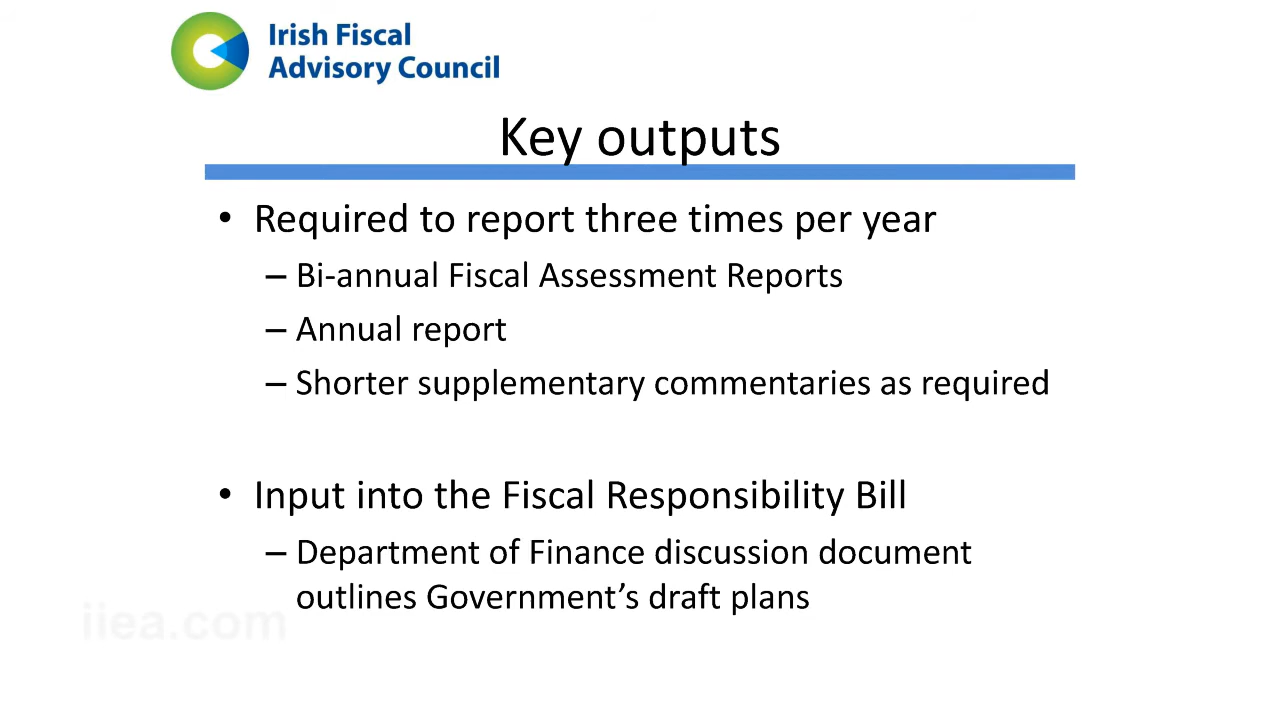 Irish Fiscal
Advisory Council
Key outputs
• Required to report three times per year
– Bi-annual Fiscal Assessment Reports
– Annual report
– Shorter supplementary commentaries as required
• Input into the Fiscal Responsibility Bill
– Department of Finance discussion document
outlines Government’s draft plans
iiea.com